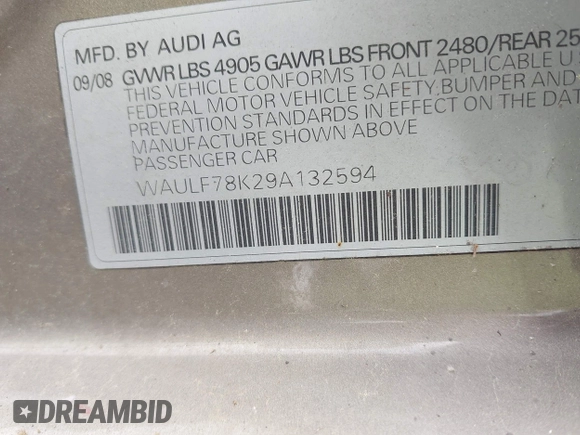 MFD. BY AUDI AG
09/08 GVWR LBS 4905 GAWR LBS FRONT 2480/REAR 25
THIS VEHICLE CONFORMS TO ALL APPLICABLE U
FEDERAL MOTOR VEHICLE SAFETY,BUMPER AND
PREVENTION STANDARDS IN EFFECT ON THE DAT
MANUFACTURE SHOWN ABOVE
PASSENGER CAR
WAULF78K29A132594
DREAMBID